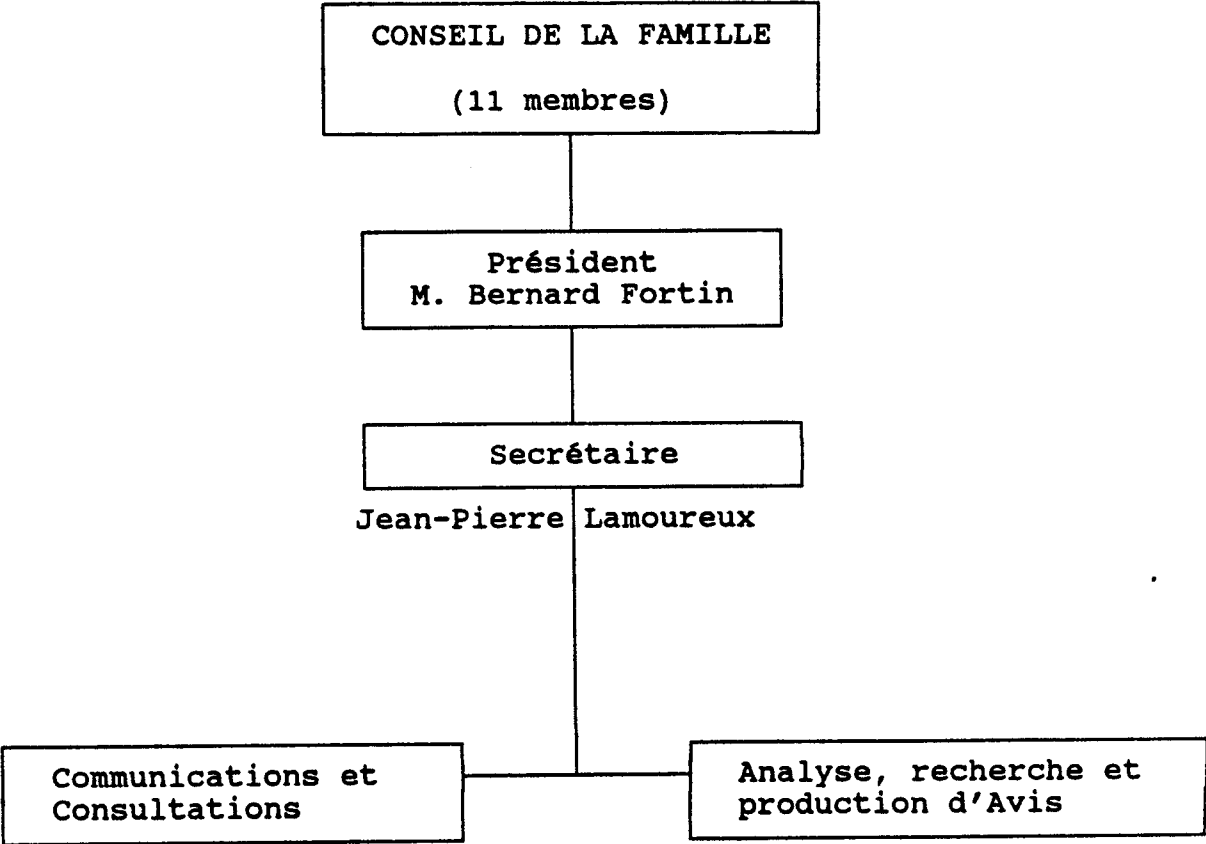 CONSEIL DE LA FAMILLE
(11 membres)
Président
M. Bernard Fortin
Secrétaire
Jean-Pierre Lamoureux
Communications et
Consultations
Analyse, recherche et
production d'Avis